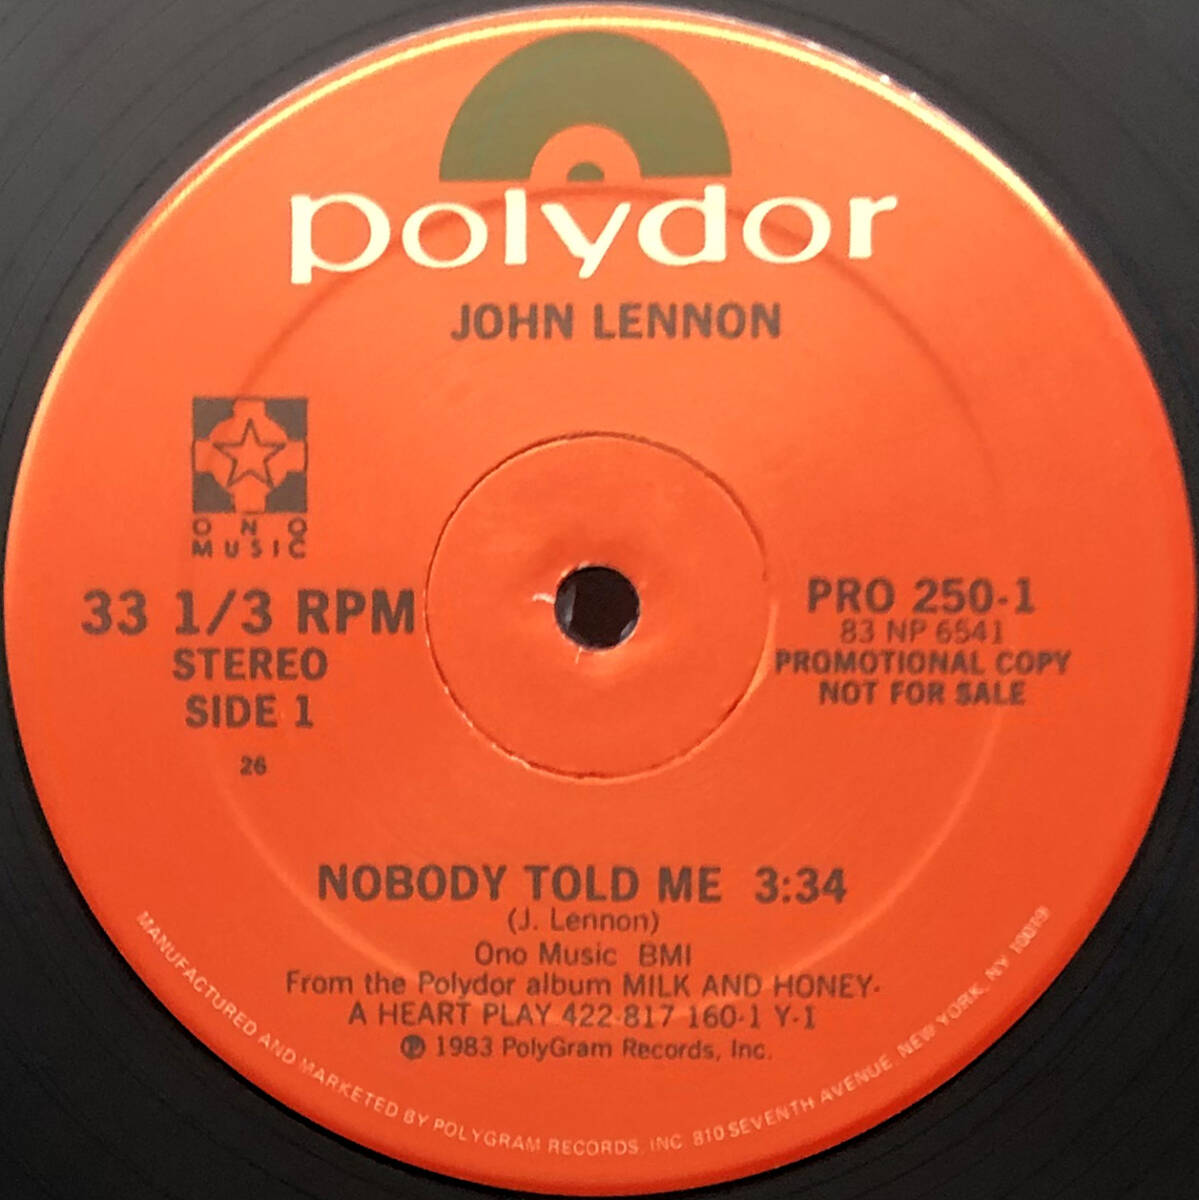 polydor
JOHN LENNON
ONO
MUSIC
33 1/3 RPM
STEREO
SIDE 1
26
PRO 250-1
83 NP 6541
PROMOTIONAL COPY
NOT FOR SALE
NOBODY TOLD ME 3:34
(J. Lennon)
Ono Music BMI
From the Polydor album MILK AND HONEY-
A HEART PLAY 422-817 160-1 Y-1
Ⓟ 1983 PolyGram Records, Inc.
MANUFACTURED AND MARKETED BY POLYGRAM RECORDS, INC. 810 SEVENTH AVENUE, NEW YORK, NY 10019